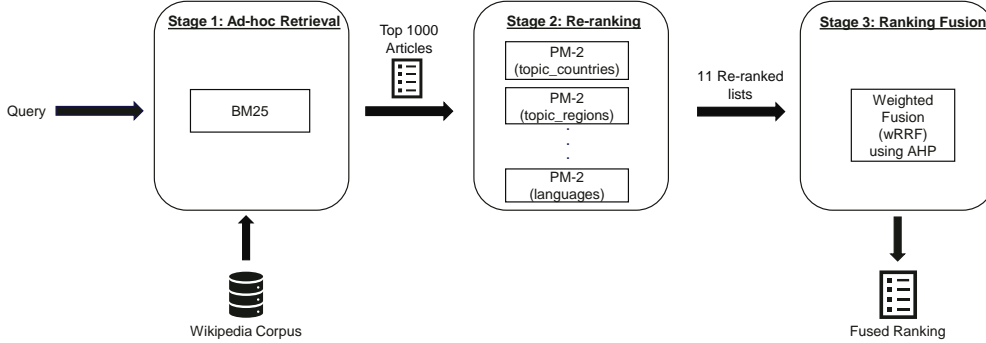 Stage 1: Ad-hoc Retrieval
Query
BM25
Wikipedia Corpus
Top 1000
Articles
Stage 2: Re-ranking
PM-2
(topic_countries)
PM-2
(topic_regions)
.
.
.
PM-2
(languages)
11 Re-ranked
lists
Stage 3: Ranking Fusion
Weighted
Fusion
(wRRF)
using AHP
Fused Ranking